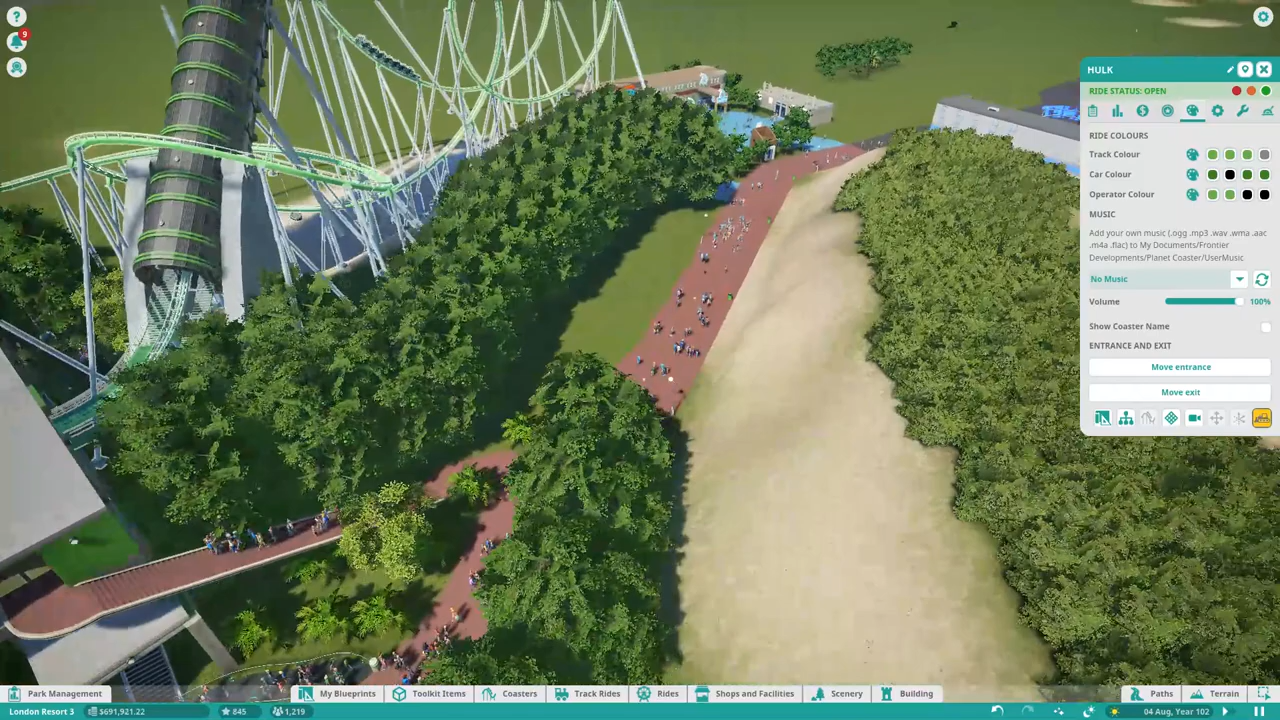 ?
9
HULK
RIDE STATUS: OPEN
RIDE COLOURS
Track Colour
Car Colour
Operator Colour
MUSIC
Add your own music (.ogg .mp3 .wav .wma .aac
.m4a .flac) to My Documents/Frontier
Developments/Planet Coaster/UserMusic
No Music
Volume 100%
Show Coaster Name
ENTRANCE AND EXIT
Move entrance
Move exit
Park Management My Blueprints Toolkit Items Coasters Track Rides Rides Shops and Facilities Scenery Building Paths Terrain
London Resort 3 $691,921.22 845 1,219 04 Aug, Year 102